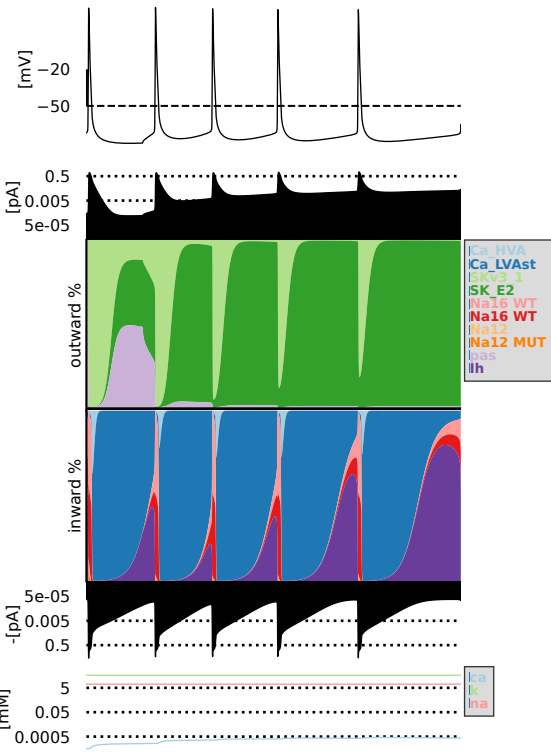 [mV]
−20
−50
[pA]
0.5
0.005
5e-05
outward %
Ca_HVA
Ca_LVAst
SKv3_1
SK_E2
Na16 WT
Na16 WT
Na12
Na12 MUT
pas
Ih
inward %
-[pA]
5e-05
0.005
0.5
[mM]
5
0.05
0.0005
ca
k
na